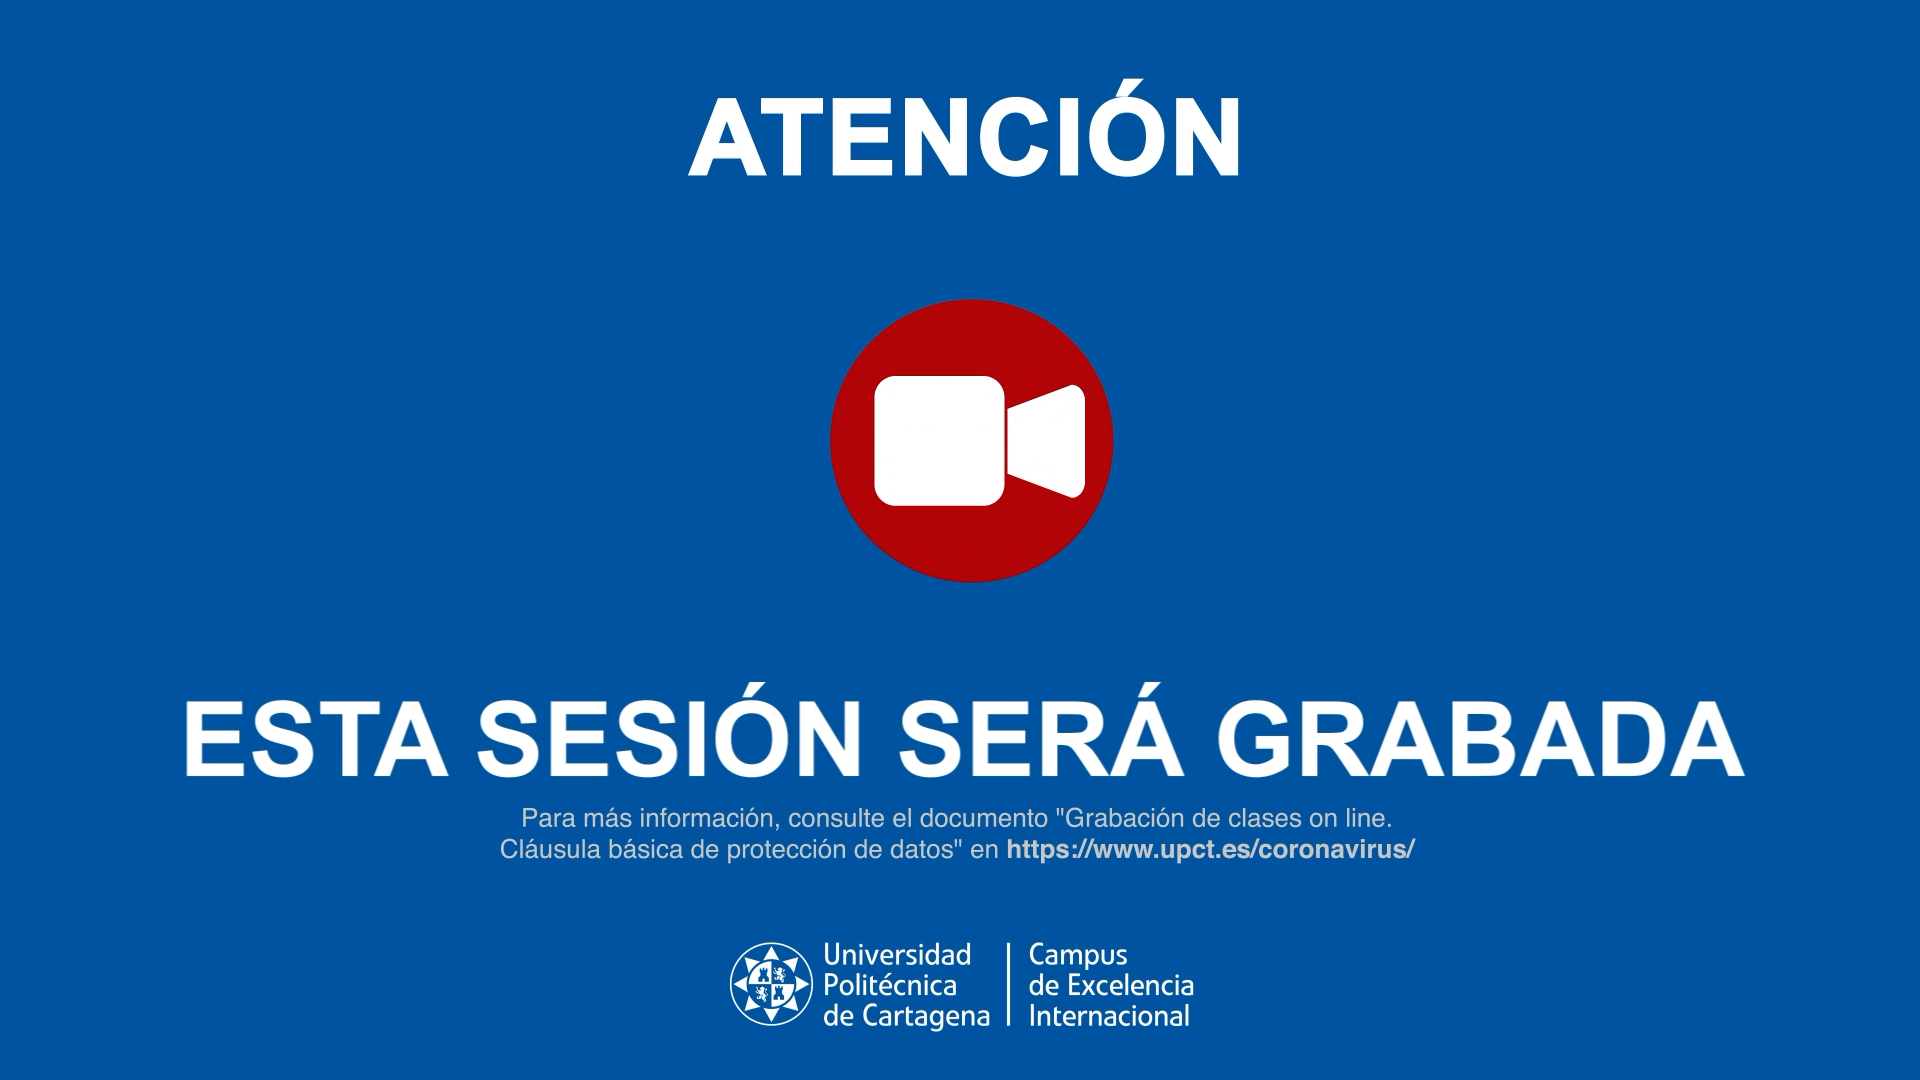 ATENCIÓN
ESTA SESIÓN SERÁ GRABADA
Para más información, consulte el documento "Grabación de clases on line.
Cláusula básica de protección de datos" en https://www.upct.es/coronavirus/
Universidad
Politécnica
de Cartagena
Campus
de Excelencia
Internacional